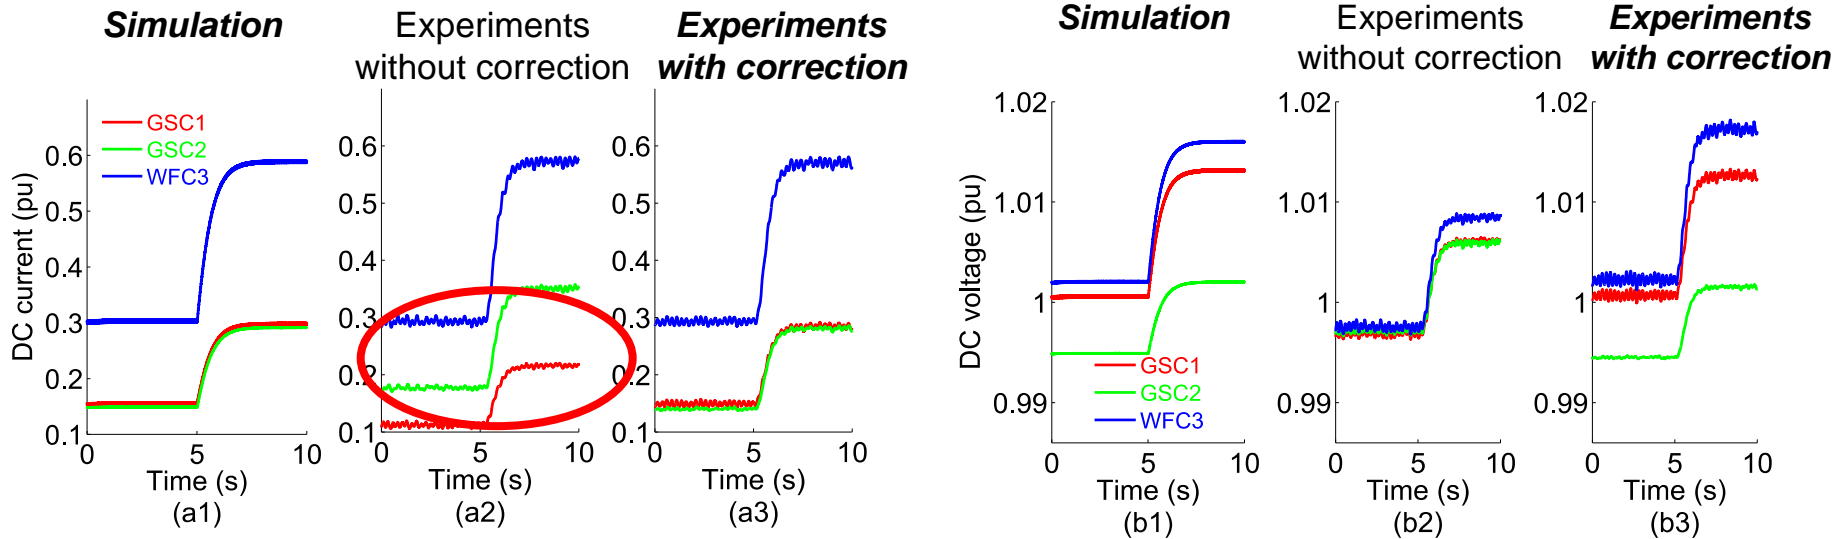 Simulation
Experiments
without correction
Experiments
with correction
GSC1
GSC2
WFC3
DC current (pu)
0.6
0.5
0.4
0.3
0.2
0.1
0 5 10
Time (s)
(a1)
0.6
0.5
0.4
0.3
0.2
0.1
0 5 10
Time (s)
(a2)
0.6
0.5
0.4
0.3
0.2
0.1
0 5 10
Time (s)
(a3)
Simulation
Experiments
without correction
Experiments
with correction
DC voltage (pu)
1.02
1.01
1
0.99
GSC1
GSC2
WFC3
0 5 10
Time (s)
(b1)
1.02
1.01
1
0.99
0 5 10
Time (s)
(b2)
1.02
1.01
1
0.99
0 5 10
Time (s)
(b3)